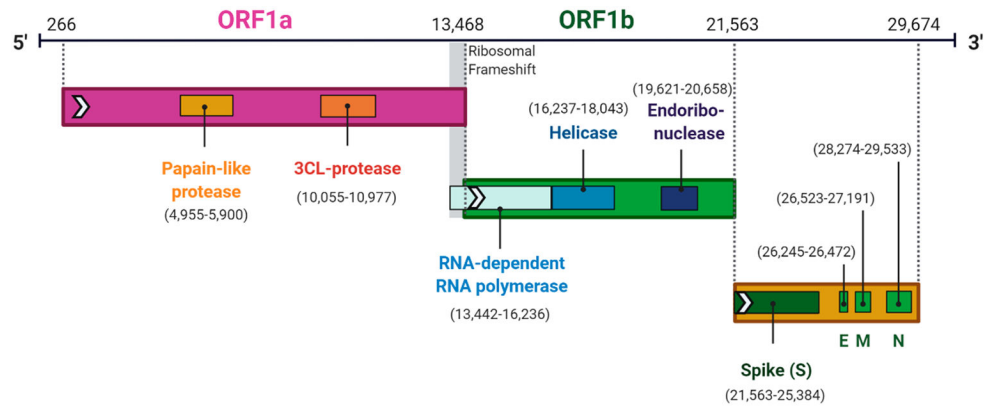 266
ORF1a
13,468
ORF1b
21,563
29,674
5'
3'
Ribosomal
Frameshift
(19,621-20,658)
Endoribo-
nuclease
(16,237-18,043)
Helicase
(28,274-29,533)
Papain-like
protease
(4,955-5,900)
3CL-protease
(10,055-10,977)
(26,523-27,191)
(26,245-26,472)
RNA-dependent
RNA polymerase
(13,442-16,236)
E M N
Spike (S)
(21,563-25,384)